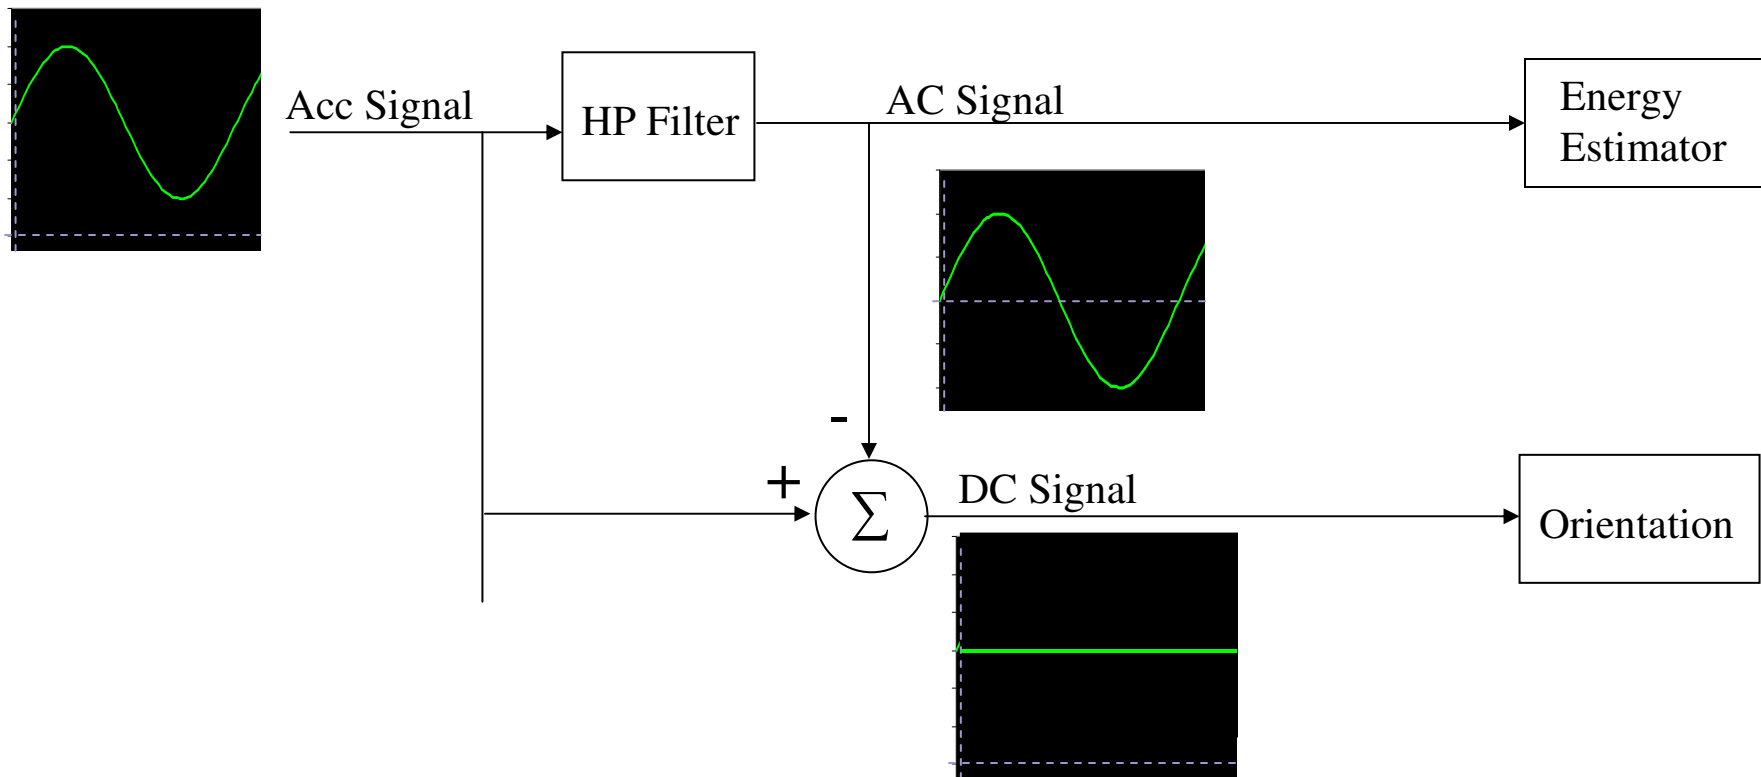 Acc Signal
HP Filter
AC Signal
Energy
Estimator
-
+
Σ
DC Signal
Orientation